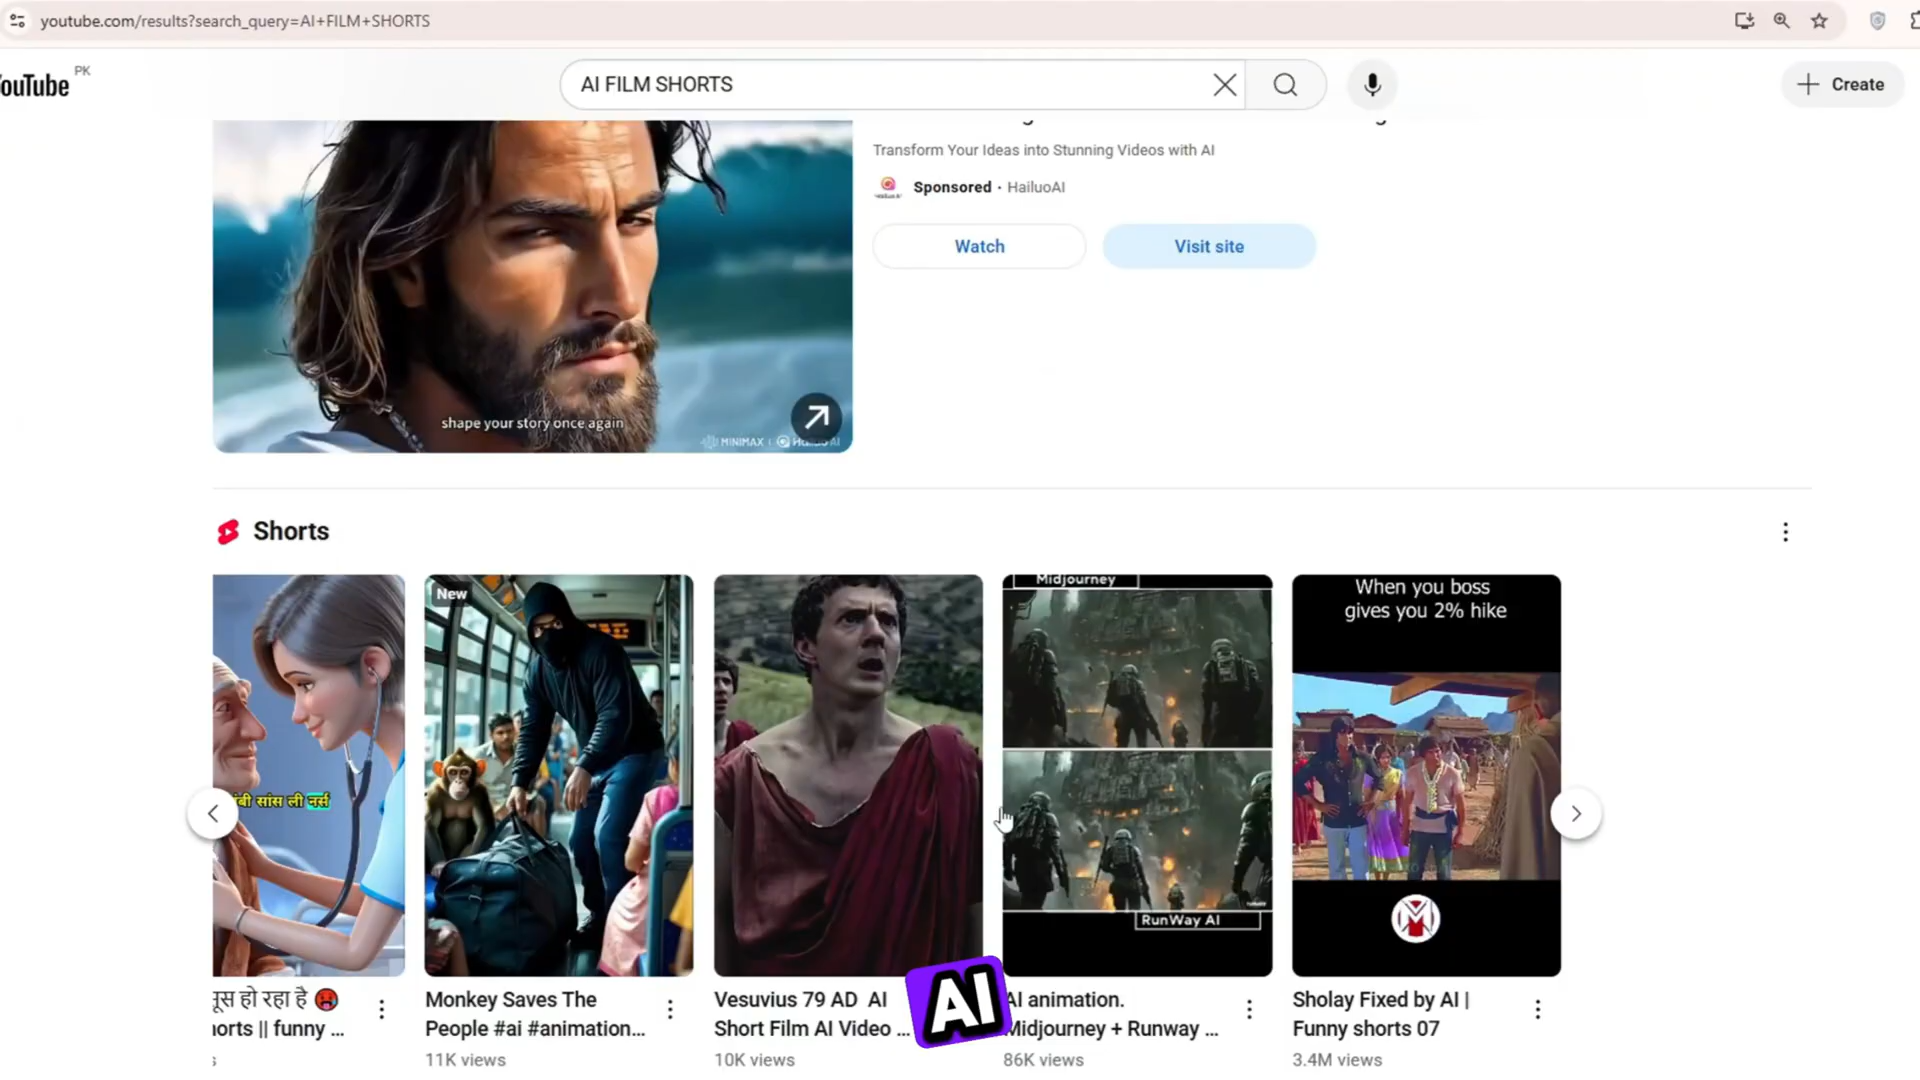 youtube.com/results?search_query=AI+FILM+SHORTS
YouTube PK
AI FILM SHORTS
Create
Transform Your Ideas into Stunning Videos with AI
Sponsored · HailuoAI
Watch
Visit site
shape your story once again
MINIMAX | Hailuo AI
Shorts
New
Midjourney
When you boss
gives you 2% hike
सांस ली नर्स
RunWay AI
हो रहा है
|| funny ...
Monkey Saves The
People #ai #animation...
11K views
Vesuvius 79 AD AI
Short Film AI Video ...
10K views
AI
AI animation.
Midjourney + Runway ...
86K views
Sholay Fixed by AI |
Funny shorts 07
3.4M views